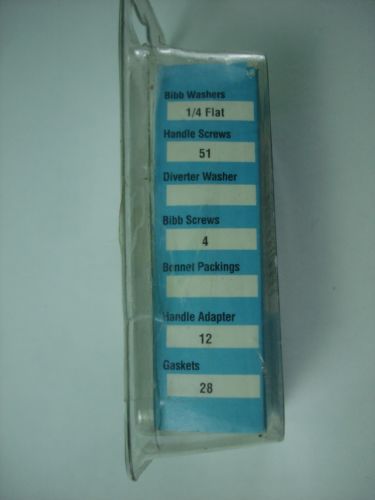 Bibb Washers
1/4 Flat
Handle Screws
51
Diverter Washer
Bibb Screws
4
Bonnet Packings
Handle Adapter
12
Gaskets
28